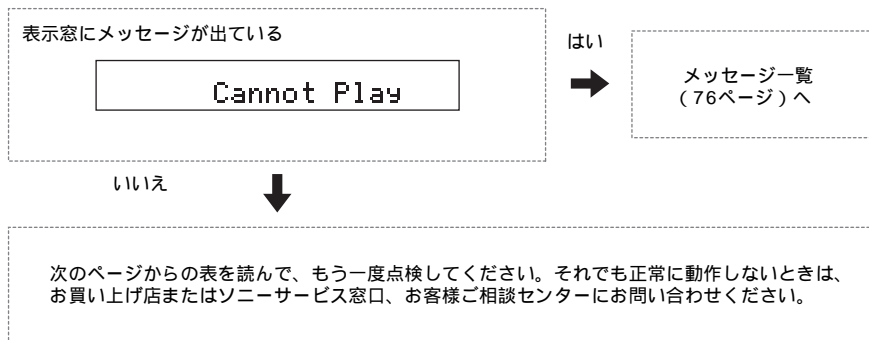 表示窓にメッセージが出ている
Cannot Play
はい
メッセージ一覧
(76ページ)へ
いいえ
次のページからの表を読んで、もう一度点検してください。それでも正常に動作しないときは、
お買い上げ店またはソニーサービス窓口、お客様ご相談センターにお問い合わせください。